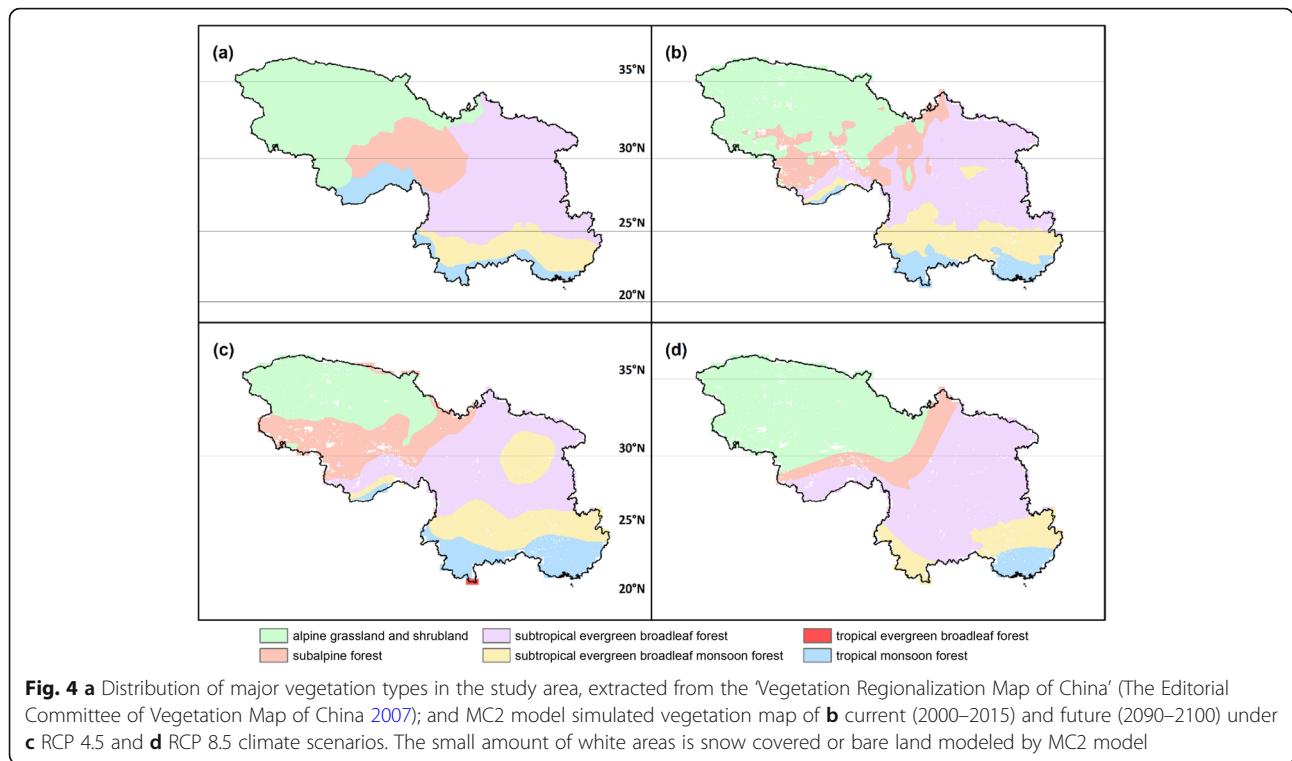 (a)
(b)
35°N
30°N
25°N
20°N
(c)
(d)
35°N
30°N
25°N
20°N
alpine grassland and shrubland
subtropical evergreen broadleaf forest
tropical evergreen broadleaf forest
subalpine forest
subtropical evergreen broadleaf monsoon forest
tropical monsoon forest
Fig. 4 a Distribution of major vegetation types in the study area, extracted from the ‘Vegetation Regionalization Map of China’ (The Editorial
Committee of Vegetation Map of China 2007); and MC2 model simulated vegetation map of b current (2000–2015) and future (2090–2100) under
c RCP 4.5 and d RCP 8.5 climate scenarios. The small amount of white areas is snow covered or bare land modeled by MC2 model